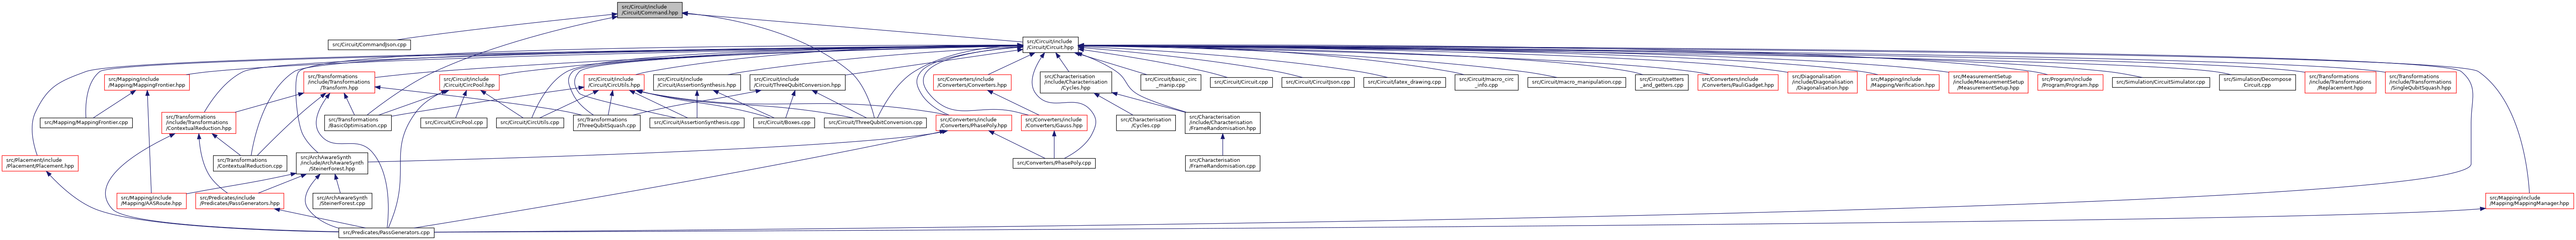 src/Circuit/include
/Circuit/Command.hpp
src/Circuit/CommandJson.cpp
src/Circuit/include
/Circuit/Circuit.hpp
src/Mapping/include
/Mapping/MappingFrontier.hpp
src/Transformations
/include/Transformations
/Transform.hpp
src/Circuit/include
/Circuit/CircPool.hpp
src/Circuit/include
/Circuit/CircUtils.hpp
src/Circuit/include
/Circuit/AssertionSynthesis.hpp
src/Circuit/include
/Circuit/ThreeQubitConversion.hpp
src/Converters/include
/Converters/Converters.hpp
src/Characterisation
/include/Characterisation
/Cycles.hpp
src/Circuit/basic_circ
_manip.cpp
src/Circuit/Circuit.cpp
src/Circuit/CircuitJson.cpp
src/Circuit/latex_drawing.cpp
src/Circuit/macro_circ
_info.cpp
src/Circuit/macro_manipulation.cpp
src/Circuit/setters
_and_getters.cpp
src/Converters/include
/Converters/PauliGadget.hpp
src/Diagonalisation
/include/Diagonalisation
/Diagonalisation.hpp
src/Mapping/include
/Mapping/Verification.hpp
src/MeasurementSetup
/include/MeasurementSetup
/MeasurementSetup.hpp
src/Program/include
/Program/Program.hpp
src/Simulation/CircuitSimulator.cpp
src/Simulation/Decompose
Circuit.cpp
src/Transformations
/include/Transformations
/Replacement.hpp
src/Transformations
/include/Transformations
/SingleQubitSquash.hpp
src/Mapping/MappingFrontier.cpp
src/Transformations
/include/Transformations
/ContextualReduction.hpp
src/Transformations
/BasicOptimisation.cpp
src/Circuit/CircPool.cpp
src/Circuit/CircUtils.cpp
src/Transformations
/ThreeQubitSquash.cpp
src/Circuit/AssertionSynthesis.cpp
src/Circuit/Boxes.cpp
src/Circuit/ThreeQubitConversion.cpp
src/Converters/include
/Converters/PhasePoly.hpp
src/Converters/include
/Converters/Gauss.hpp
src/Characterisation
/Cycles.cpp
src/Characterisation
/include/Characterisation
/FrameRandomisation.hpp
src/Placement/include
/Placement/Placement.hpp
src/Transformations
/ContextualReduction.cpp
src/ArchAwareSynth
/include/ArchAwareSynth
/SteinerForest.hpp
src/Converters/PhasePoly.cpp
src/Characterisation
/FrameRandomisation.cpp
src/Mapping/include
/Mapping/AASRoute.hpp
src/Predicates/include
/Predicates/PassGenerators.hpp
src/ArchAwareSynth
/SteinerForest.cpp
src/Mapping/include
/Mapping/MappingManager.hpp
src/Predicates/PassGenerators.cpp